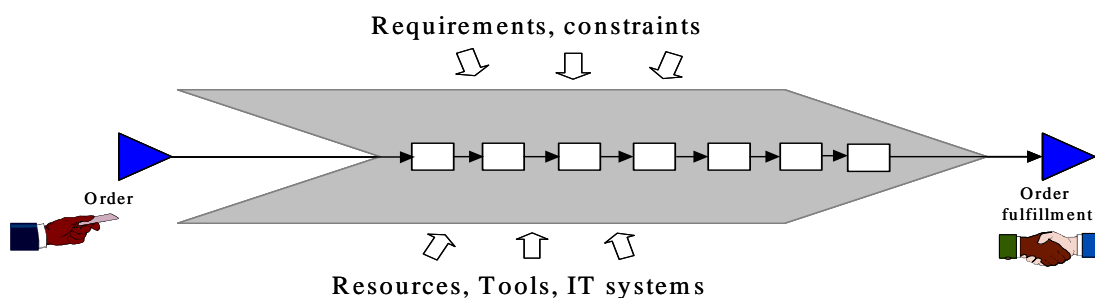 Requirements, constraints
Order
Order
fulfillment
Resources, Tools, IT systems